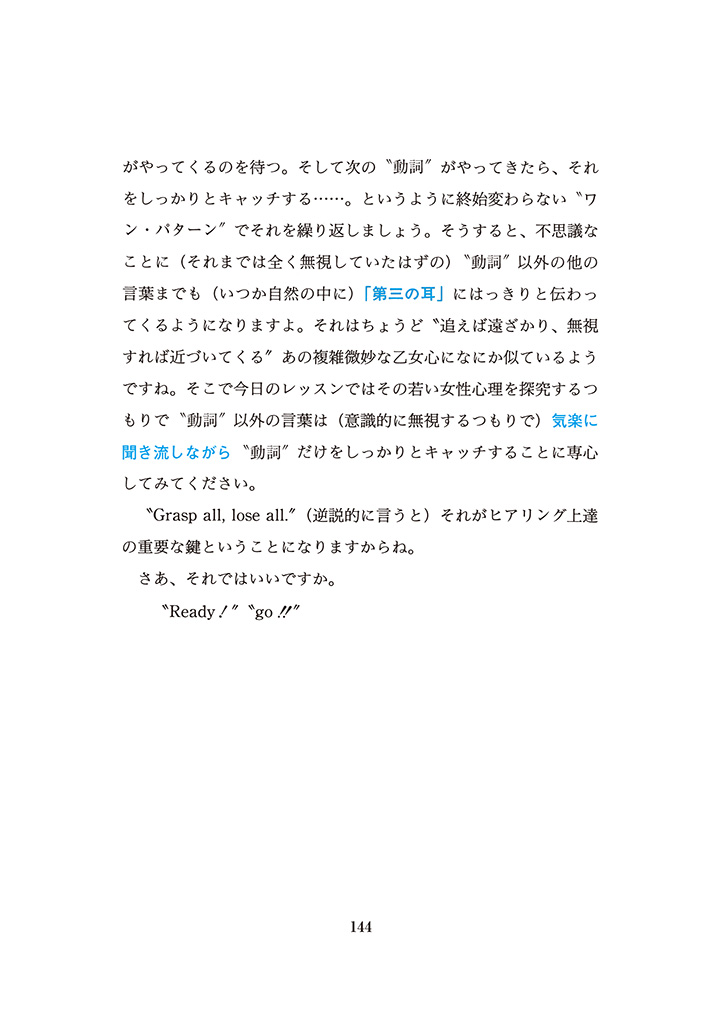 がやってくるのを待つ。そして次の〝動詞〞がやってきたら、それ
をしっかりとキャッチする……。というように終始変わらない〝ワ
ン・パターン〞でそれを繰り返しましょう。そうすると、不思議な
ことに（それまでは全く無視していたはずの）〝動詞〞以外の他の
言葉までも（いつか自然の中に）「第三の耳」にはっきりと伝わっ
てくるようになりますよ。それはちょうど〝追えば遠ざかり、無視
すれば近づいてくる〞あの複雑微妙な乙女心になにか似ているよう
ですね。そこで今日のレッスンではその若い女性心理を探究するつ
もりで〝動詞〞以外の言葉は（意識的に無視するつもりで）気楽に
聞き流しながら〝動詞〞だけをしっかりとキャッチすることに専心
してみてください。
〝Grasp all, lose all.〞（逆説的に言うと）それがヒアリング上達
の重要な鍵ということになりますからね。
さあ、それではいいですか。
〝Ready！〞〝go!!〞
144